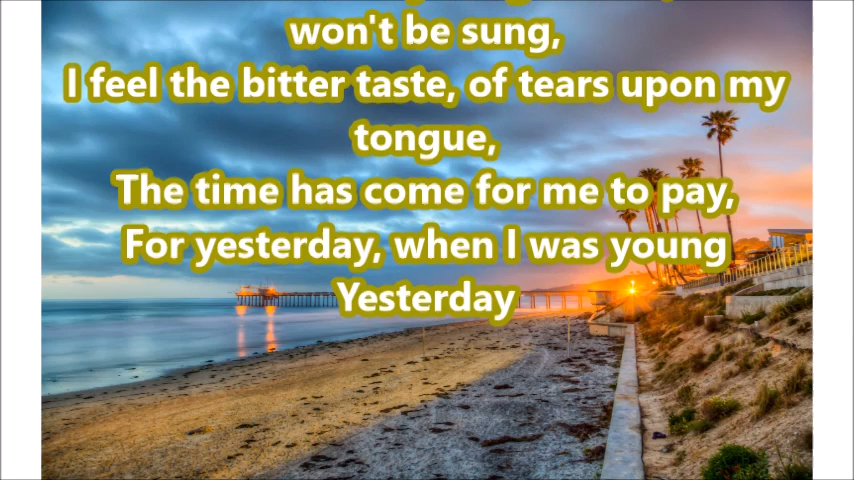 won't be sung,
I feel the bitter taste, of tears upon my
tongue,
The time has come for me to pay,
For yesterday, when I was young
Yesterday